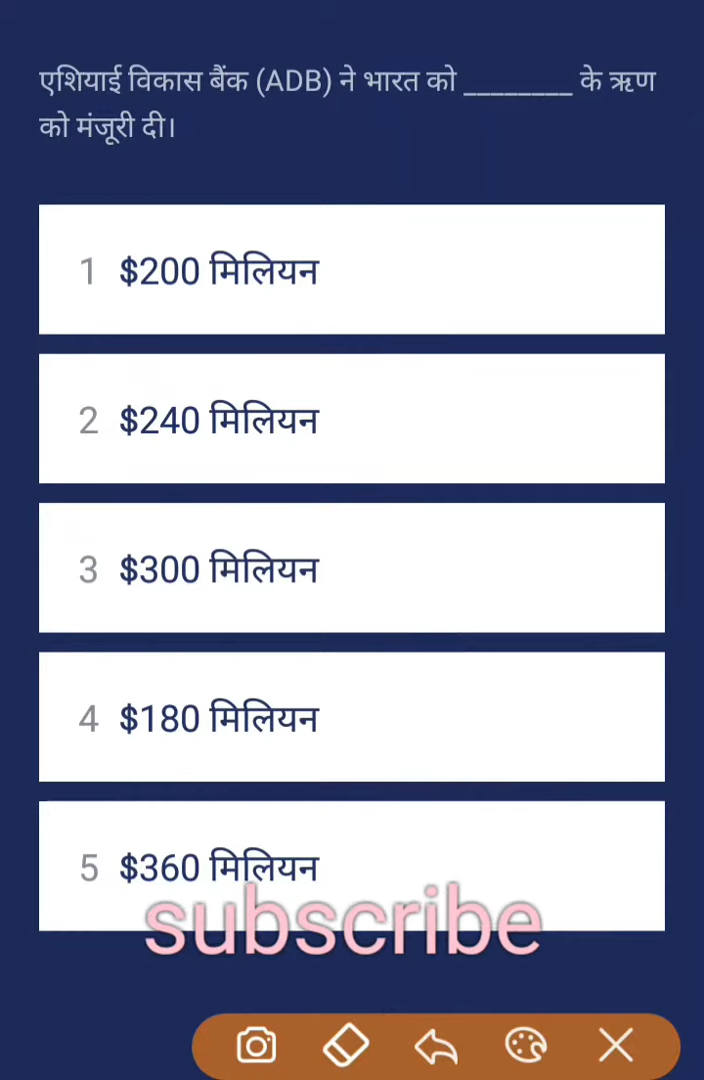 एशियाई विकास बैंक (ADB) ने भारत को ________ के ऋण
को मंजूरी दी।
1 $200 मिलियन
2 $240 मिलियन
3 $300 मिलियन
4 $180 मिलियन
5 $360 मिलियन
subscribe